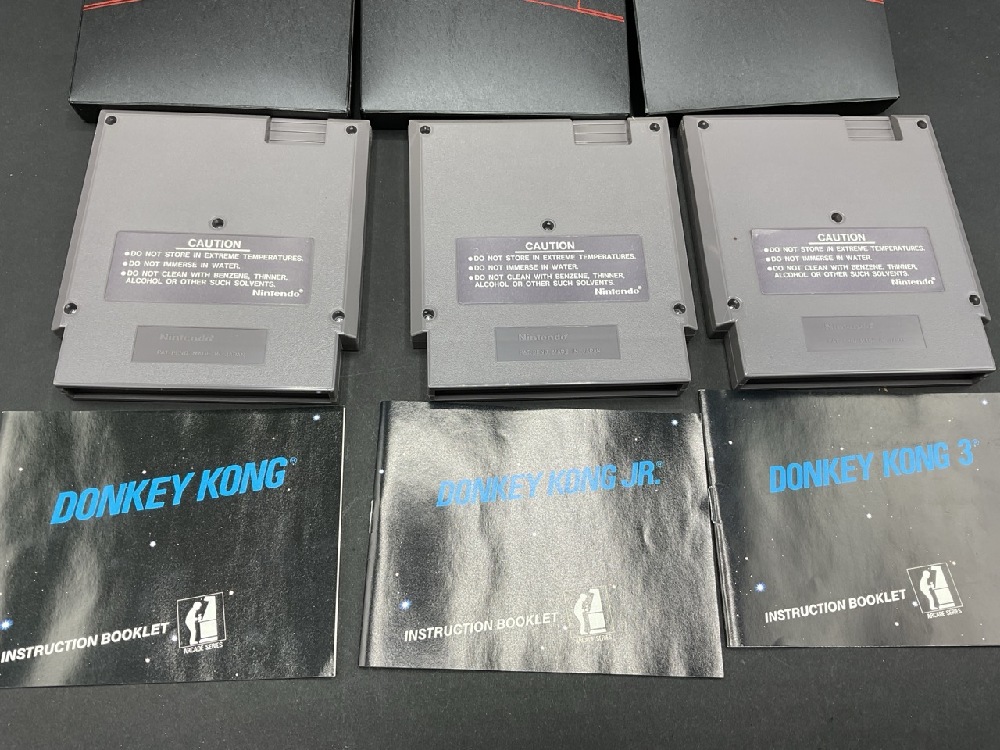 CAUTION
•DO NOT STORE IN EXTREME TEMPERATURES.
•DO NOT IMMERSE IN WATER.
•DO NOT CLEAN WITH BENZENE, THINNER,
ALCOHOL OR OTHER SUCH SOLVENTS.
Nintendo®
Nintendo®
CAUTION
•DO NOT STORE IN EXTREME TEMPERATURES.
•DO NOT IMMERSE IN WATER.
•DO NOT CLEAN WITH BENZENE, THINNER,
ALCOHOL OR OTHER SUCH SOLVENTS.
Nintendo®
Nintendo®
CAUTION
•DO NOT STORE IN EXTREME TEMPERATURES.
•DO NOT IMMERSE IN WATER.
•DO NOT CLEAN WITH BENZENE, THINNER,
ALCOHOL OR OTHER SUCH SOLVENTS.
Nintendo®
DONKEY KONG®
INSTRUCTION BOOKLET
ARCADE SERIES
DONKEY KONG JR.®
INSTRUCTION BOOKLET
ARCADE SERIES
DONKEY KONG 3®
INSTRUCTION BOOKLET
ARCADE SERIES